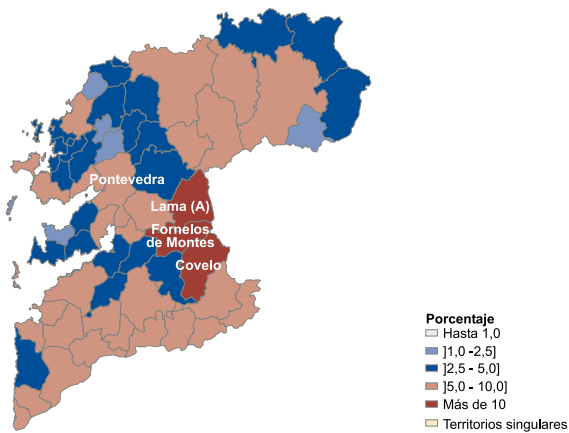 Pontevedra
Lama (A)
Fornelos
de Montes
Covelo
Porcentaje
Hasta 1,0
]1,0 -2,5]
]2,5 - 5,0]
]5,0 - 10,0]
Más de 10
Territorios singulares